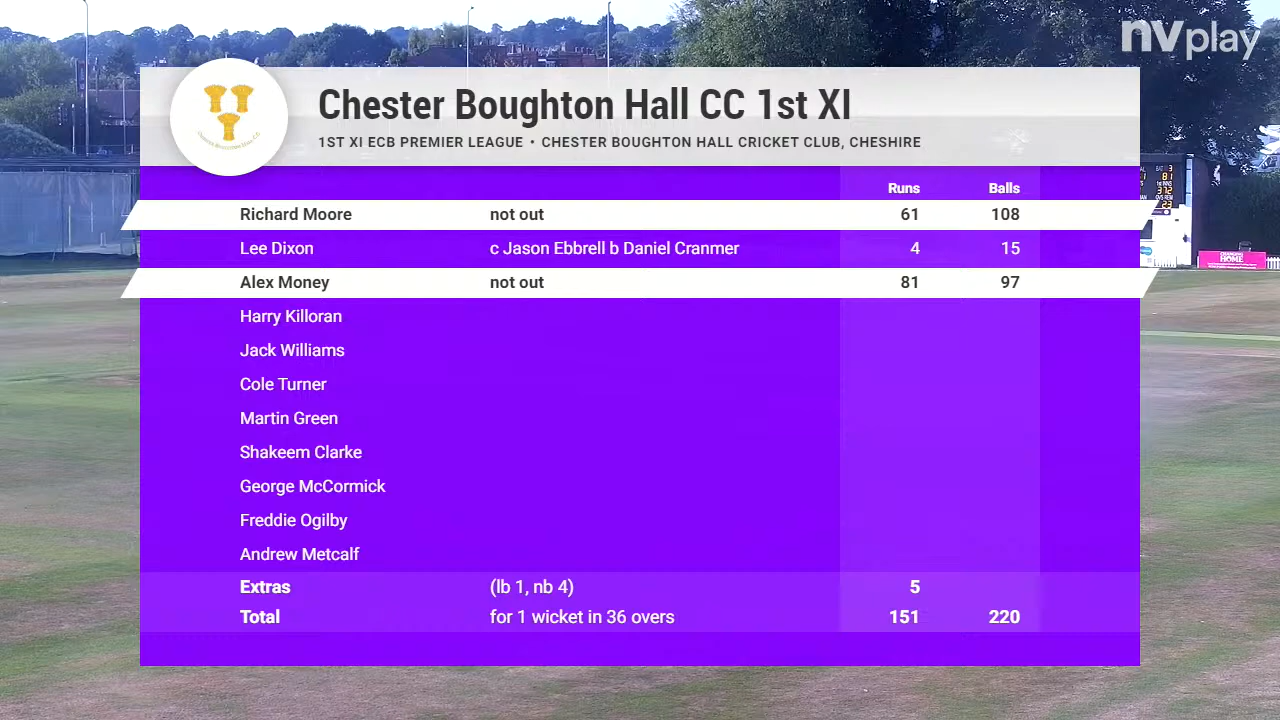 nvplay
Chester Boughton Hall CC 1st XI
1ST XI ECB PREMIER LEAGUE • CHESTER BOUGHTON HALL CRICKET CLUB, CHESHIRE
Runs Balls
Richard Moore not out 61 108
Lee Dixon c Jason Ebbrell b Daniel Cranmer 4 15
Alex Money not out 81 97
Harry Killoran
Jack Williams
Cole Turner
Martin Green
Shakeem Clarke
George McCormick
Freddie Ogilby
Andrew Metcalf
Extras (lb 1, nb 4) 5
Total for 1 wicket in 36 overs 151 220
HOME